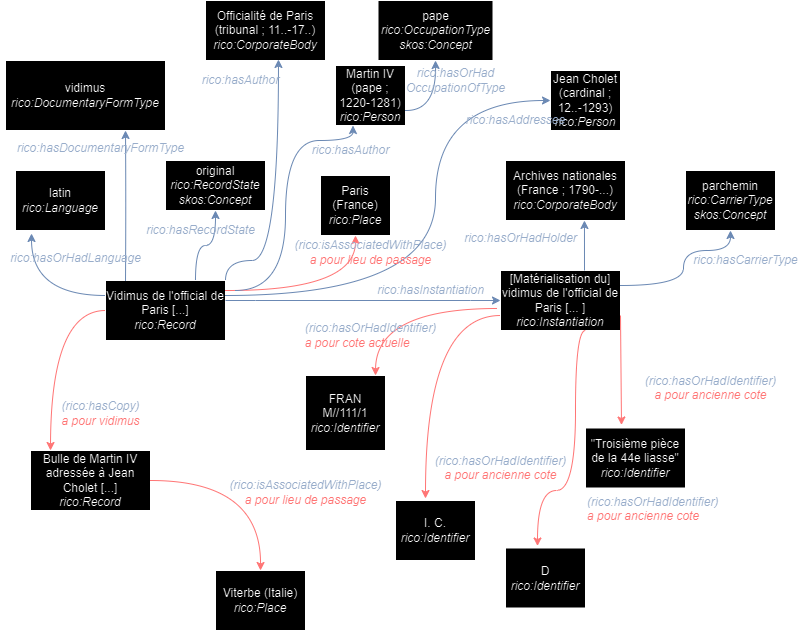 Officialité de Paris
(tribunal ; 11..-17..)
rico:CorporateBody
pape
rico:OccupationType
skos:Concept
rico:hasAuthor
Martin IV
(pape ;
1220-1281)
rico:Person
rico:hasOrHad
OccupationOfType
Jean Cholet
(cardinal ;
12..-1293)
rico:Person
vidimus
rico:DocumentaryFormType
rico:hasAddressee
rico:hasDocumentaryFormType
rico:hasAuthor
original
rico:RecordState
skos:Concept
Archives nationales
(France ; 1790-...)
rico:CorporateBody
latin
rico:Language
Paris
(France)
rico:Place
parchemin
rico:CarrierType
skos:Concept
rico:hasRecordState
rico:hasOrHadHolder
rico:hasOrHadLanguage
(rico:isAssociatedWithPlace)
a pour lieu de passage
rico:hasCarrierType
Vidimus de l'official de
Paris [...]
rico:Record
rico:hasInstantiation
[Matérialisation du]
vidimus de l'official de
Paris [... ]
rico:Instantiation
(rico:hasOrHadIdentifier)
a pour cote actuelle
FRAN
M//111/1
rico:Identifier
(rico:hasOrHadIdentifier)
a pour ancienne cote
(rico:hasCopy)
a pour vidimus
"Troisième pièce
de la 44e liasse"
rico:Identifier
Bulle de Martin IV
adressée à Jean
Cholet [...]
rico:Record
(rico:hasOrHadIdentifier)
a pour ancienne cote
(rico:isAssociatedWithPlace)
a pour lieu de passage
(rico:hasOrHadIdentifier)
a pour ancienne cote
I. C.
rico:Identifier
D
rico:Identifier
Viterbe (Italie)
rico:Place